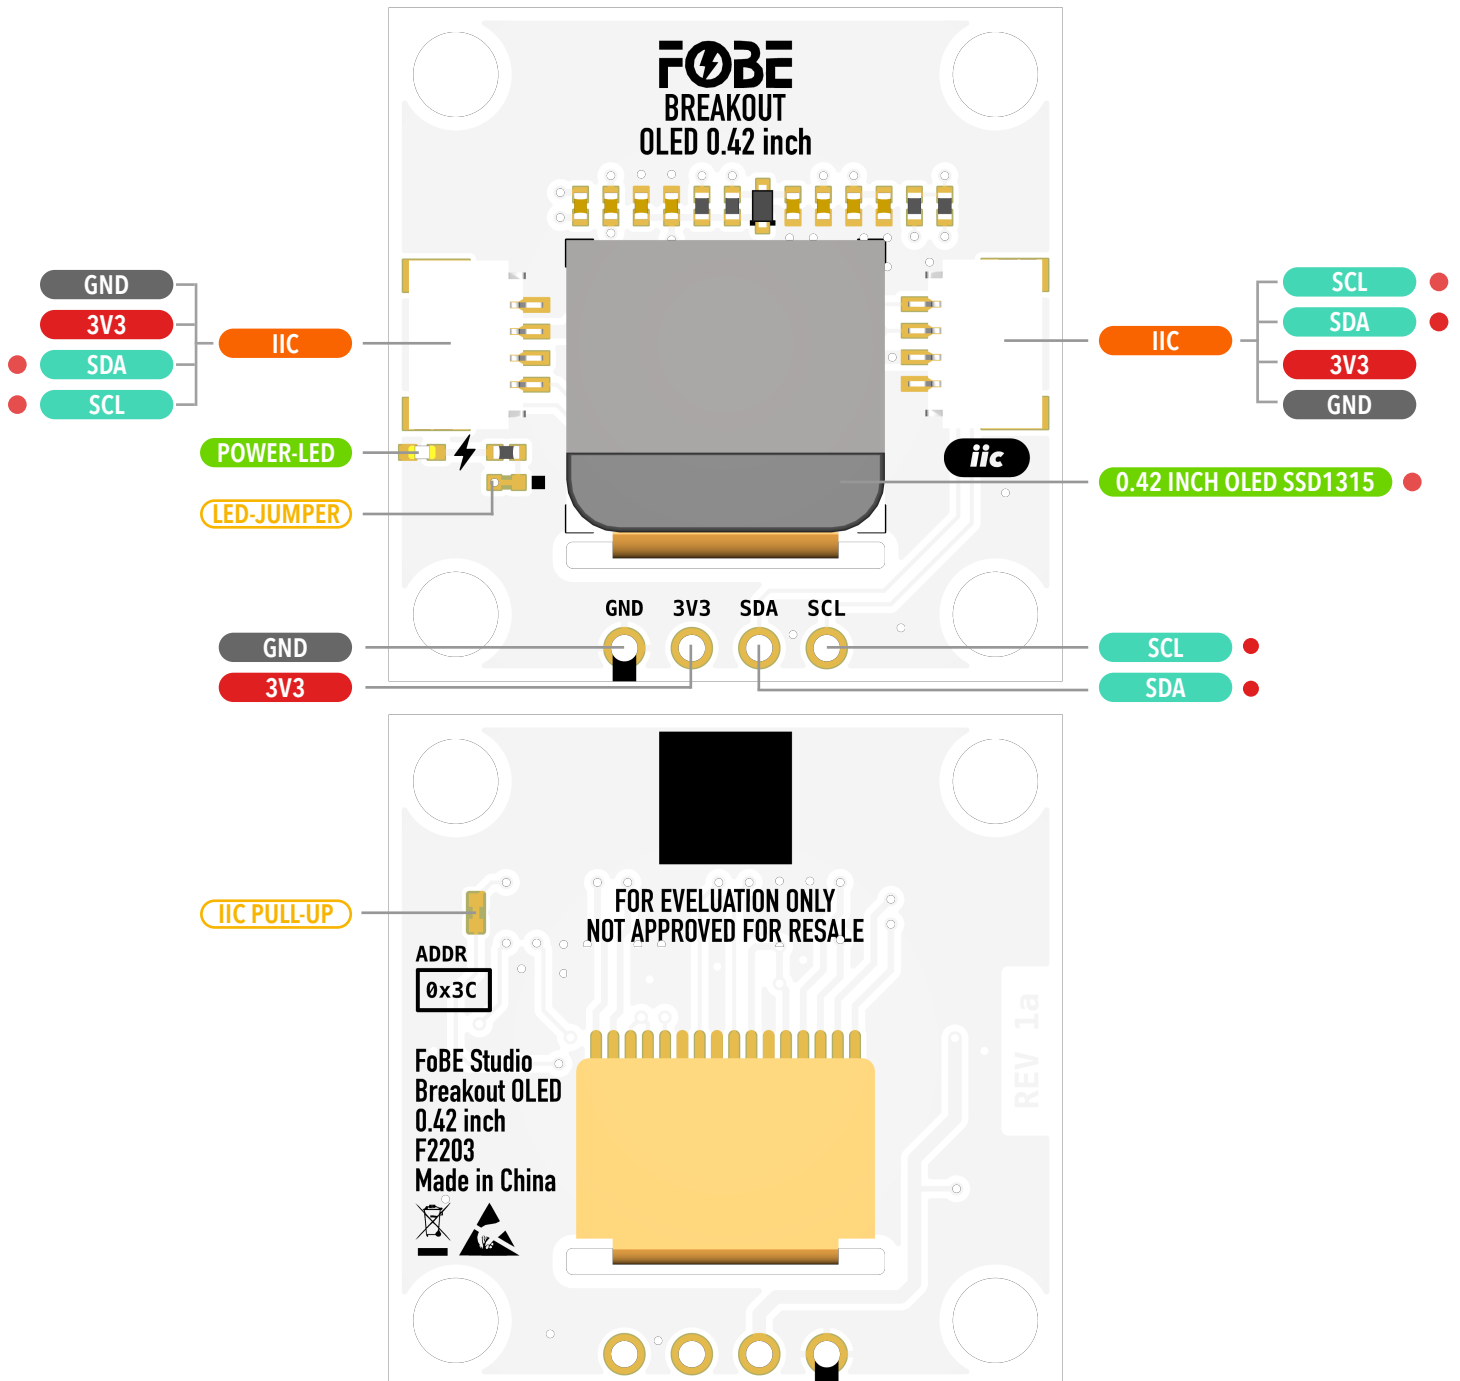 FOBE
BREAKOUT
OLED 0.42 inch
GND
3V3
SDA
SCL
IIC
SCL
SDA
3V3
GND
IIC
POWER-LED
LED-JUMPER
iic
0.42 INCH OLED SSD1315
GND 3V3 SDA SCL
GND
3V3
SCL
SDA
FOR EVELUATION ONLY
NOT APPROVED FOR RESALE
IIC PULL-UP
ADDR
0x3C
REV 1a
FoBE Studio
Breakout OLED
0.42 inch
F2203
Made in China